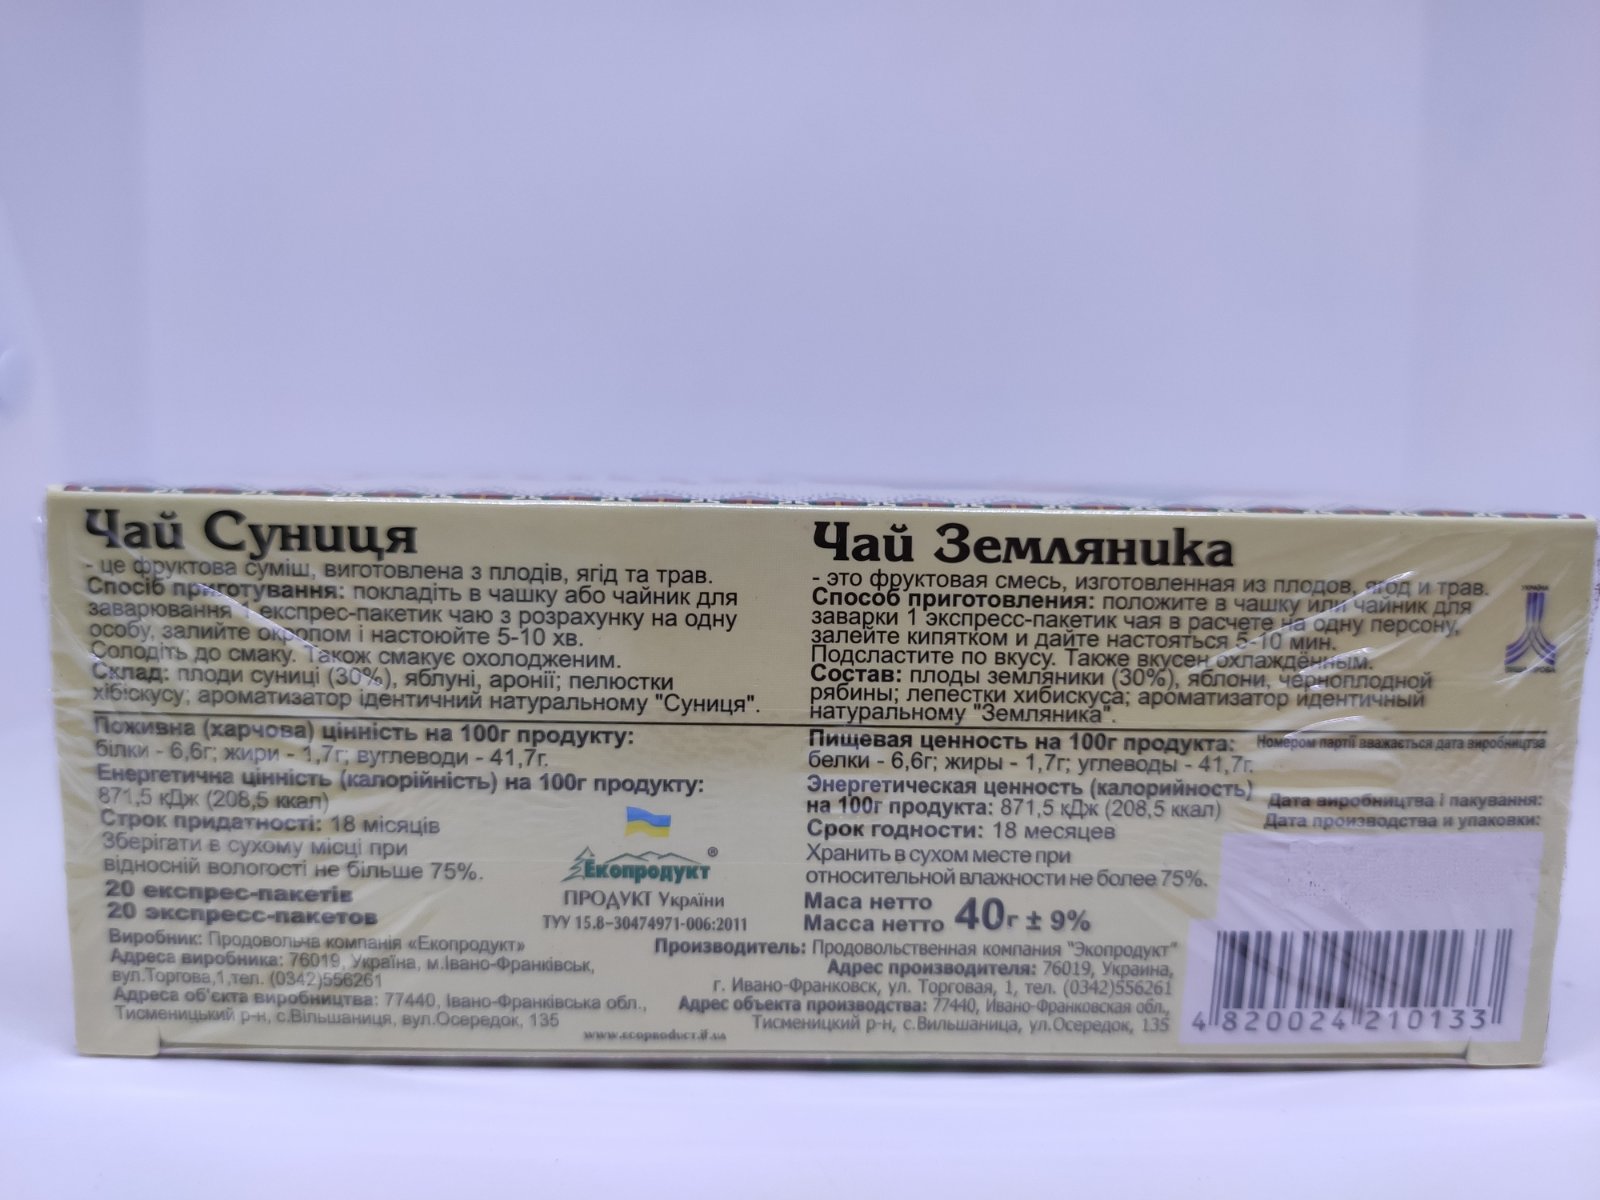 Чай Суниця
- це фруктова суміш, виготовлена з плодів, ягід та трав.
Спосіб приготування: покладіть в чашку або чайник для
заварювання 1 експрес-пакетик чаю з розрахунку на одну
особу, залийте окропом і настоюйте 5-10 хв.
Солодіть до смаку. Також смакує охолодженим.
Склад: плоди суниці (30%), яблуні, аронії; пелюстки
хібіскусу; ароматизатор ідентичний натуральному "Суниця".
Поживна (харчова) цінність на 100г продукту:
білки - 6,6г; жири - 1,7г; вуглеводи - 41,7г.
Енергетична цінність (калорійність) на 100г продукту:
871,5 кДж (208,5 ккал)
Строк придатності: 18 місяців
Зберігати в сухому місці при
відносній вологості не більше 75%.
20 експрес-пакетів
20 экспресс-пакетов
Виробник: Продовольча компанія «Екопродукт»
Адреса виробника: 76019, Україна, м.Івано-Франківськ,
вул.Торгова,1,тел. (0342)556261
Адреса об'єкта виробництва: 77440, Івано-Франківська обл.,
Тисменицький р-н, с.Вільшаниця, вул.Осередок, 135
Екопродукт®
ПРОДУКТ України
ТУУ 15.8-30474971-006:2011
www.ecoproduct.if.ua
Чай Земляника
- это фруктовая смесь, изготовленная из плодов, ягод и трав.
Способ приготовления: положите в чашку или чайник для
заварки 1 экспресс-пакетик чая в расчете на одну персону,
залейте кипятком и дайте настояться 5-10 мин.
Подсластите по вкусу. Также вкусен охлаждённым.
Состав: плоды земляники (30%), яблони, черноплодной
рябины; лепестки хибискуса; ароматизатор идентичный
натуральному "Земляника".
Пищевая ценность на 100г продукта:
белки - 6,6г; жиры - 1,7г; углеводы - 41,7г.
Энергетическая ценность (калорийность)
на 100г продукта: 871,5 кДж (208,5 ккал)
Срок годности: 18 месяцев
Хранить в сухом месте при
относительной влажности не более 75%.
Маса нетто
Масса нетто 40г ± 9%
Производитель: Продовольственная компания "Экопродукт"
Адрес производителя: 76019, Украина,
г. Ивано-Франковск, ул. Торговая, 1, тел. (0342)556261
Адрес объекта производства: 77440, Ивано-Франковская обл.,
Тисменицкий р-н, с.Вильшаница, ул.Осередок, 135
УКРАЇНА
Номером партії вважається дата виробництва
Дата виробництва і пакування:
Дата производства и упаковки:
4 820024 210133